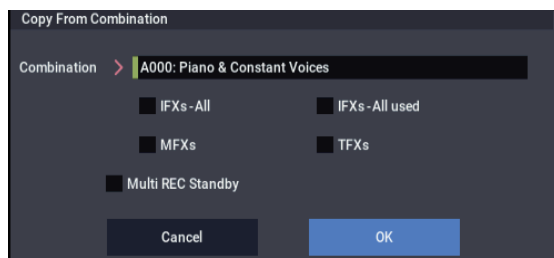 Copy From Combination
Combination A000: Piano & Constant Voices
IFXs-All IFXs-All used
MFXs TFXs
Multi REC Standby
Cancel OK